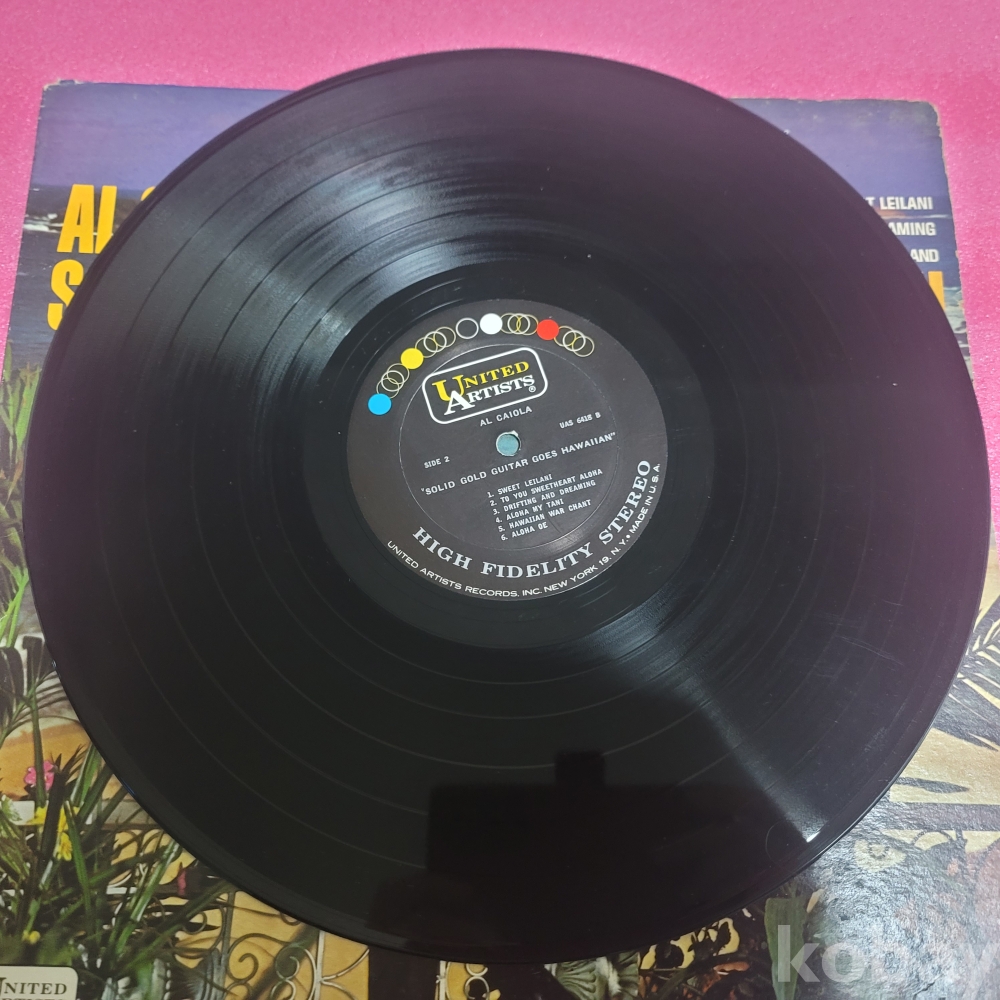 AL
S
T LEILANI
AMING
AND
UNITED
ARTISTS®
AL CAIOLA
UAS 6418 B
SIDE 2
"SOLID GOLD GUITAR GOES HAWAIIAN"
1. SWEET LEILANI
2. TO YOU SWEETHEART ALOHA
3. DRIFTING AND DREAMING
4. ALOHA MY TANI
5. HAWAIIAN WAR CHANT
6. ALOHA OE
HIGH FIDELITY STEREO
UNITED ARTISTS RECORDS, INC. NEW YORK 19, N.Y. • MADE IN U.S.A.
UNITED
kobay